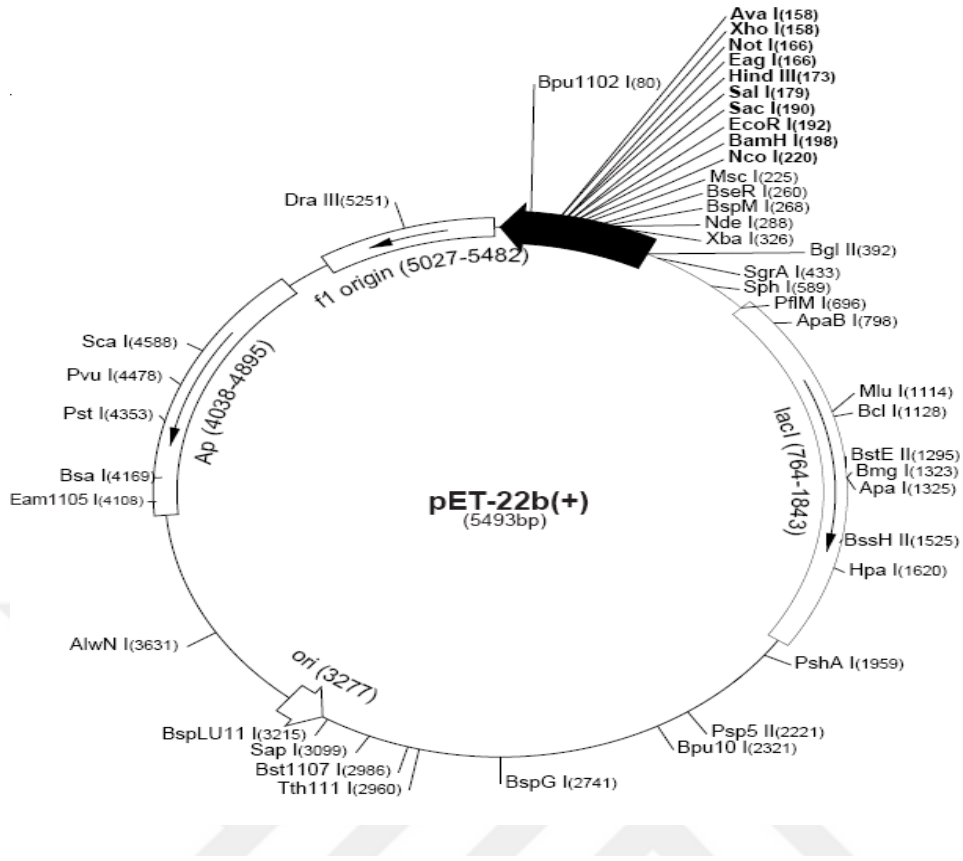 Ava I(158)
Xho I(158)
Not I(166)
Eag I(166)
Hind III(173)
Sal I(179)
Sac I(190)
EcoR I(192)
BamH I(198)
Nco I(220)
Msc I(225)
BseR I(260)
BspM I(268)
Nde I(288)
Xba I(326)
Bgl II(392)
SgrA I(433)
Sph I(589)
PflM I(696)
ApaB I(798)
Mlu I(1114)
Bcl I(1128)
BstE II(1295)
Bmg I(1323)
Apa I(1325)
BssH II(1525)
Hpa I(1620)
PshA I(1959)
Psp5 II(2221)
Bpu10 I(2321)
BspG I(2741)
Tth111 I(2960)
Bst1107 I(2986)
Sap I(3099)
BspLU11 I(3215)
AlwN I(3631)
Eam1105 I(4108)
Bsa I(4169)
Pst I(4353)
Pvu I(4478)
Sca I(4588)
Dra III(5251)
Bpu1102 I(80)
f1 origin (5027-5482)
Ap (4038-4895)
lacI (764-1843)
ori (3277)
pET-22b(+)
(5493bp)